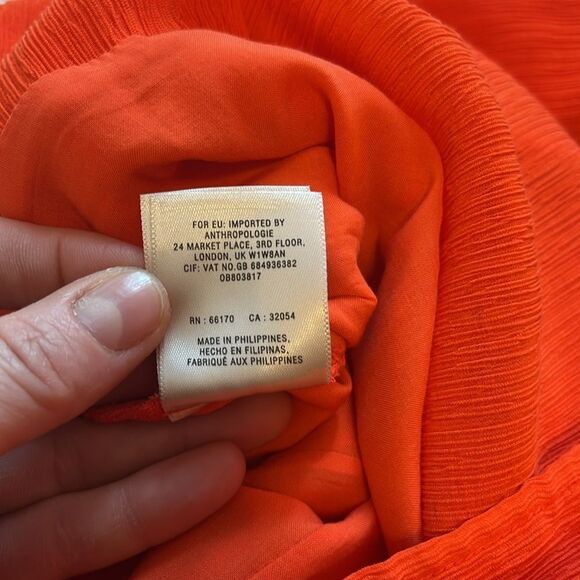 FOR EU: IMPORTED BY
ANTHROPOLOGIE
24 MARKET PLACE, 3RD FLOOR,
LONDON, UK W1W8AN
CIF: VAT NO.GB 684936382
OB803817
RN : 66170 CA : 32054
MADE IN PHILIPPINES,
HECHO EN FILIPINAS,
FABRIQUÉ AUX PHILIPPINES